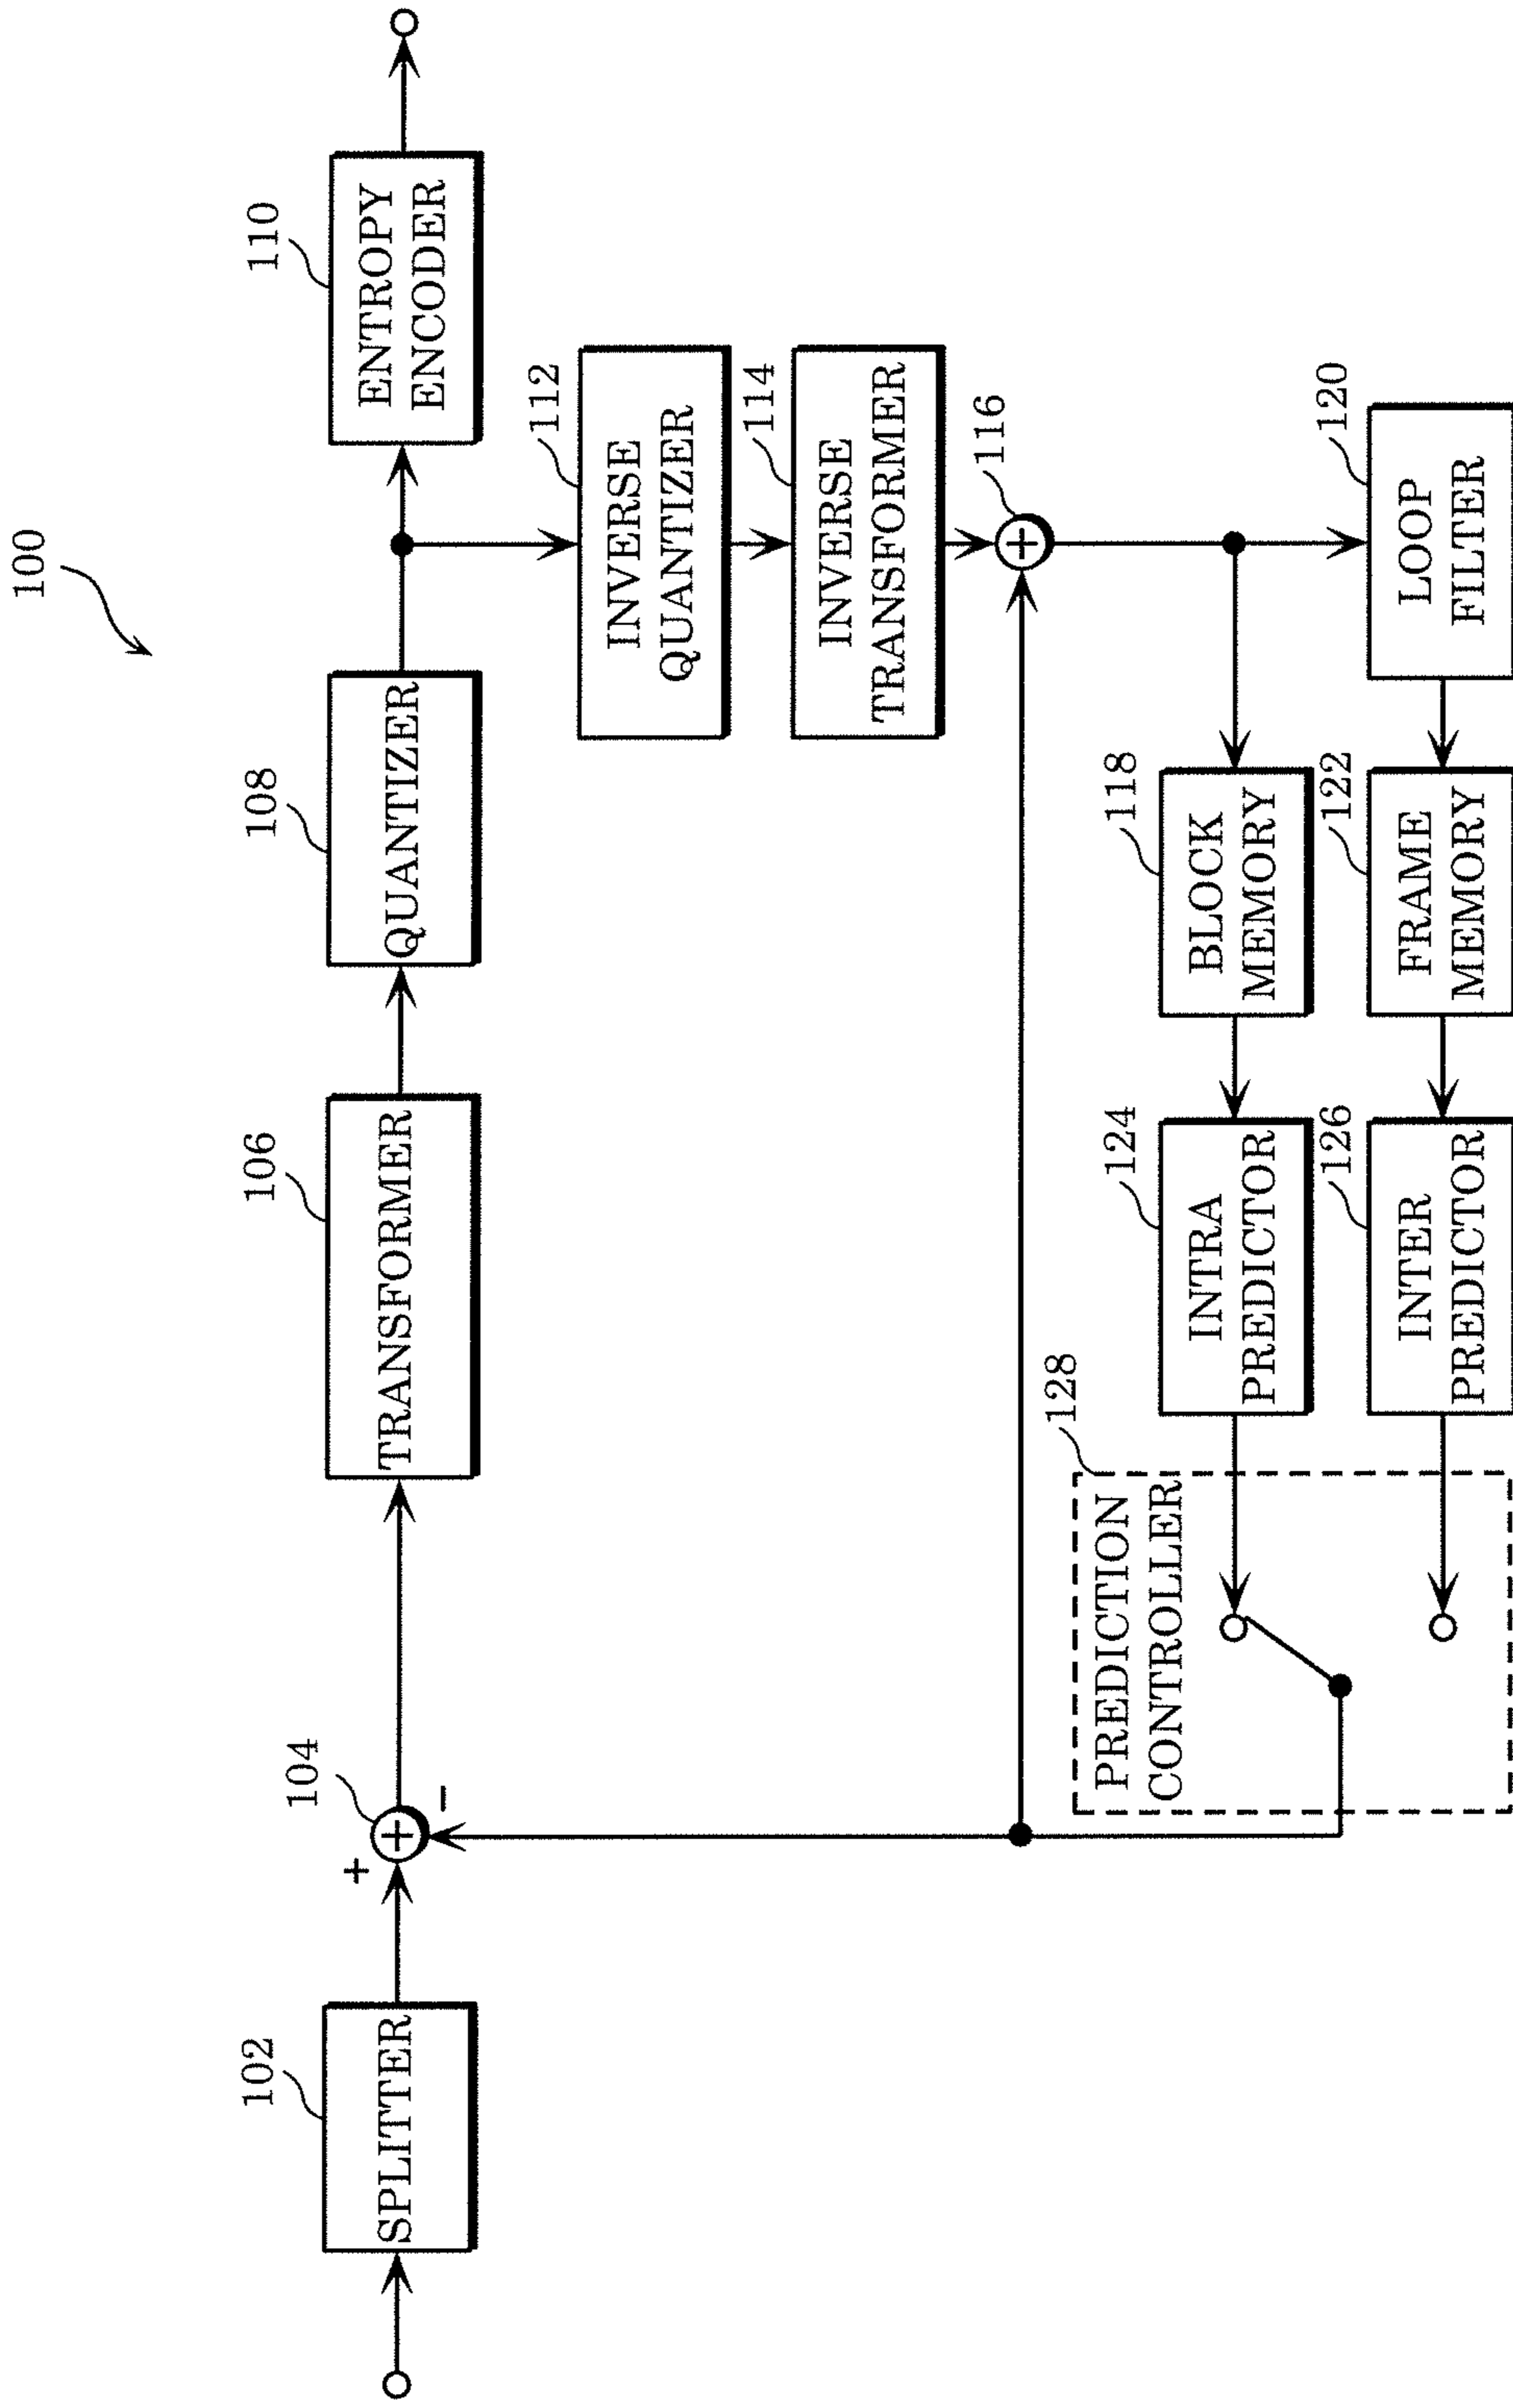 100
102
SPLITTER
104
+
+
−
106
TRANSFORMER
108
QUANTIZER
110
ENTROPY
ENCODER
112
INVERSE
QUANTIZER
114
INVERSE
TRANSFORMER
116
+
128
PREDICTION
CONTROLLER
124
INTRA
PREDICTOR
118
BLOCK
MEMORY
126
INTER
PREDICTOR
122
FRAME
MEMORY
120
LOOP
FILTER